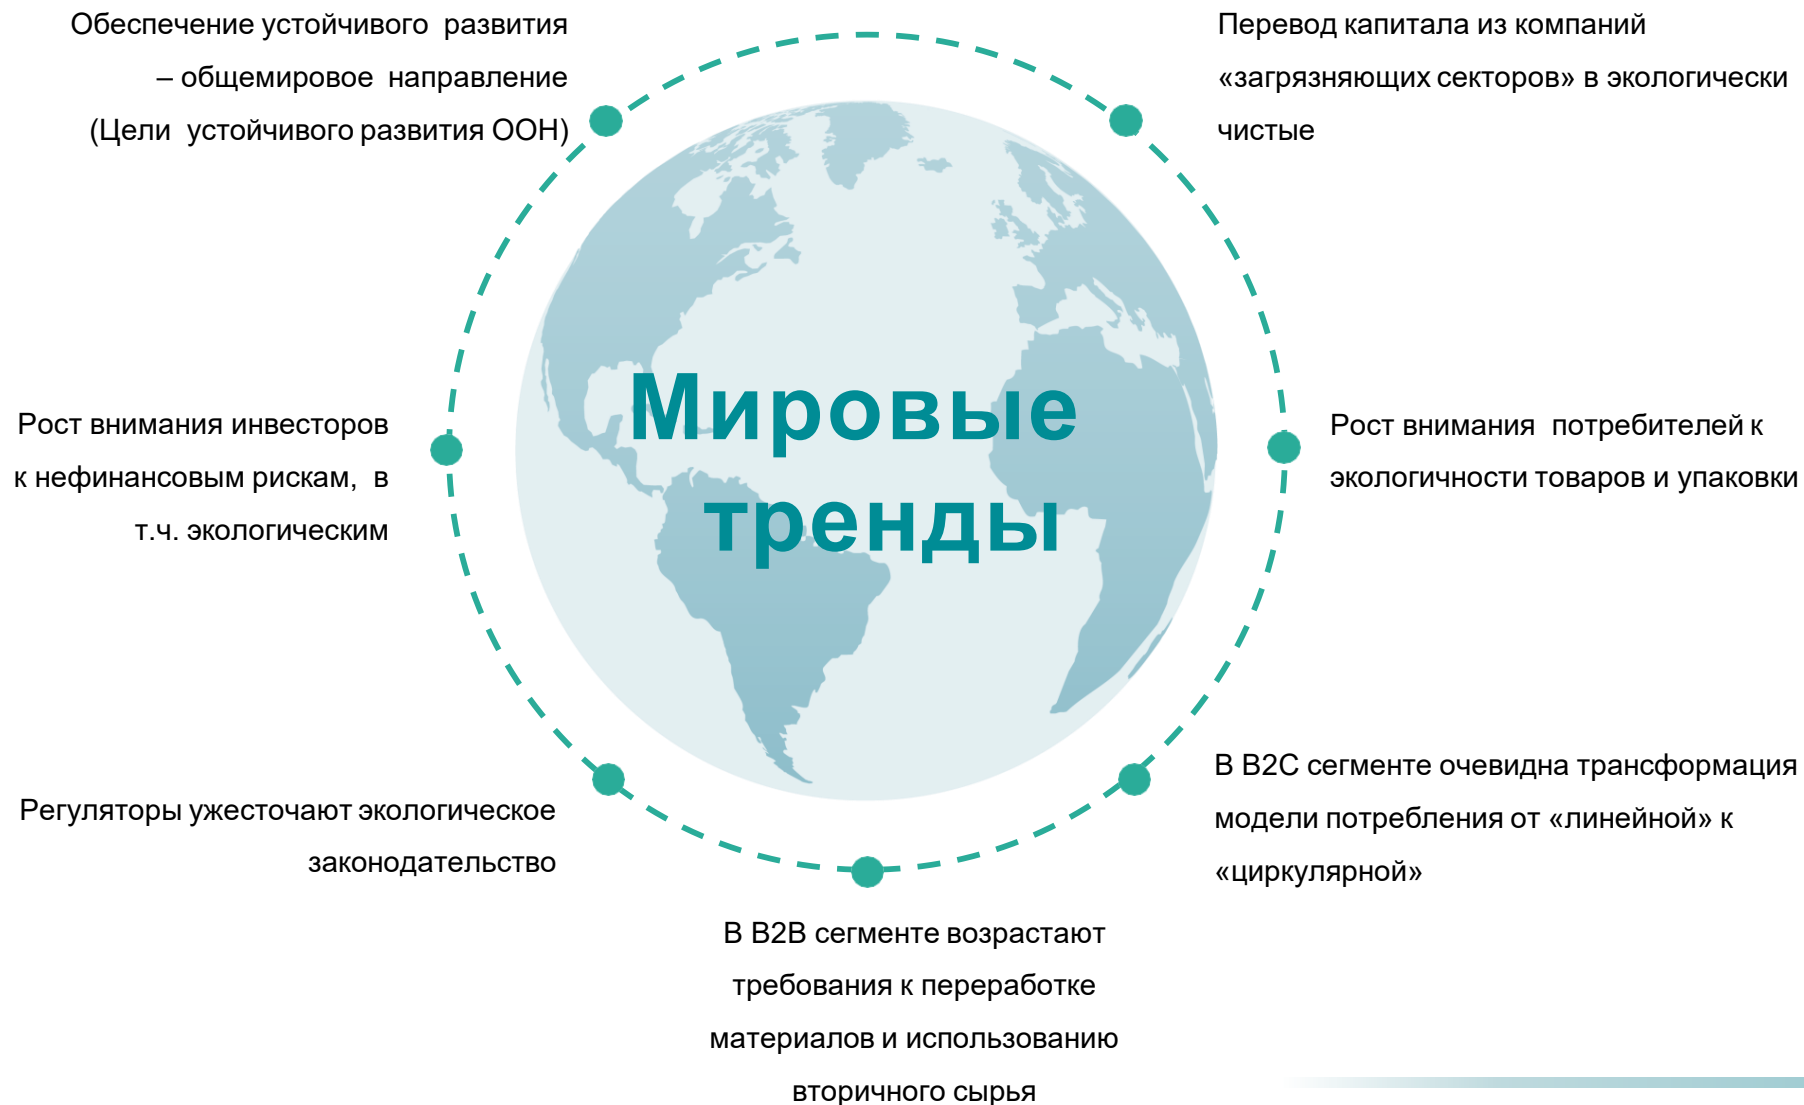 Обеспечение устойчивого развития
– общемировое направление
(Цели устойчивого развития ООН)
Перевод капитала из компаний
«загрязняющих секторов» в экологически
чистые
Мировые
тренды
Рост внимания инвесторов
к нефинансовым рискам, в
т.ч. экологическим
Рост внимания потребителей к
экологичности товаров и упаковки
Регуляторы ужесточают экологическое
законодательство
В B2C сегменте очевидна трансформация
модели потребления от «линейной» к
«циркулярной»
В B2B сегменте возрастают
требования к переработке
материалов и использованию
вторичного сырья